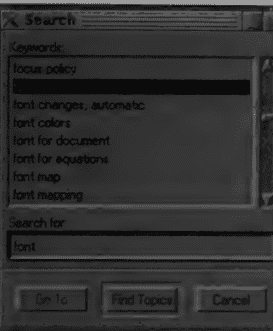 Search
Keywords:
focus policy
font changes, automatic
font colors
font for document
font for equations
font map
font mapping
Search for
font
Go To
Find Topics
Cancel